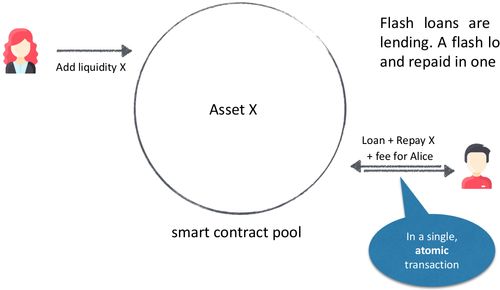 Flash loans are
lending. A flash lo
and repaid in one
Add liquidity X
Asset X
Loan + Repay X
+ fee for Alice
smart contract pool
In a single,
atomic
transaction